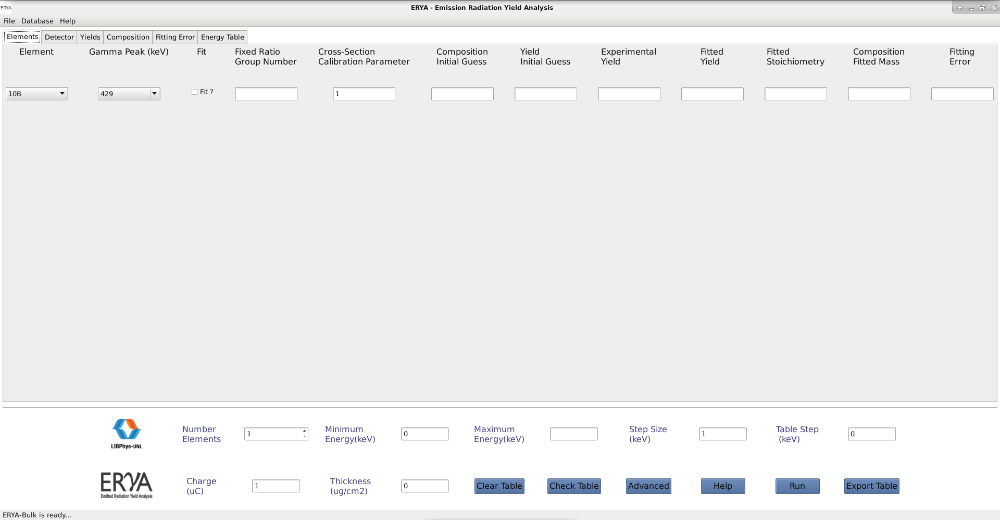 ERYA
ERYA - Emission Radiation Yield Analysis
File Database Help
Elements Detector Yields Composition Fitting Error Energy Table
Element Gamma Peak (keV) Fit Fixed Ratio Cross-Section Composition Yield Experimental Fitted Fitted Composition Fitting
Group Number Calibration Parameter Initial Guess Initial Guess Yield Yield Stoichiometry Fitted Mass Error
10B 429 Fit ? 1
Number Minimum Maximum Step Size Table Step
Elements 1 Energy(keV) 0 Energy(keV) (keV) 1 (keV) 0
LIBPhys-UNL
ERYA
Emitted Radiation Yield Analysis
Charge Thickness
(uC) 1 (ug/cm2) 0 Clear Table Check Table Advanced Help Run Export Table
ERYA-Bulk is ready...